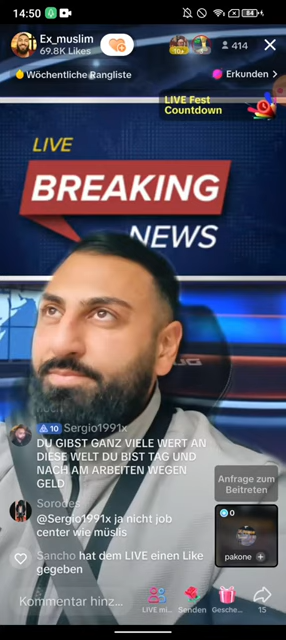 14:50
84
Ex_muslim
69.8K Likes
10+
414
Wöchentliche Rangliste
Erkunden >
LIVE Fest
Countdown
LIVE
BREAKING
NEWS
10 Sergio1991x
DU GIBST GANZ VIELE WERT AN
DIESE WELT DU BIST TAG UND
NACH AM ARBEITEN WEGEN
GELD
Anfrage zum
Beitreten
Sorodes
@Sergio1991x ja nicht job
center wie müslis
0
pakone +
Sancho hat dem LIVE einen Like
gegeben
Kommentar hinz...
LIVE mi...
Senden
Gesche...
15